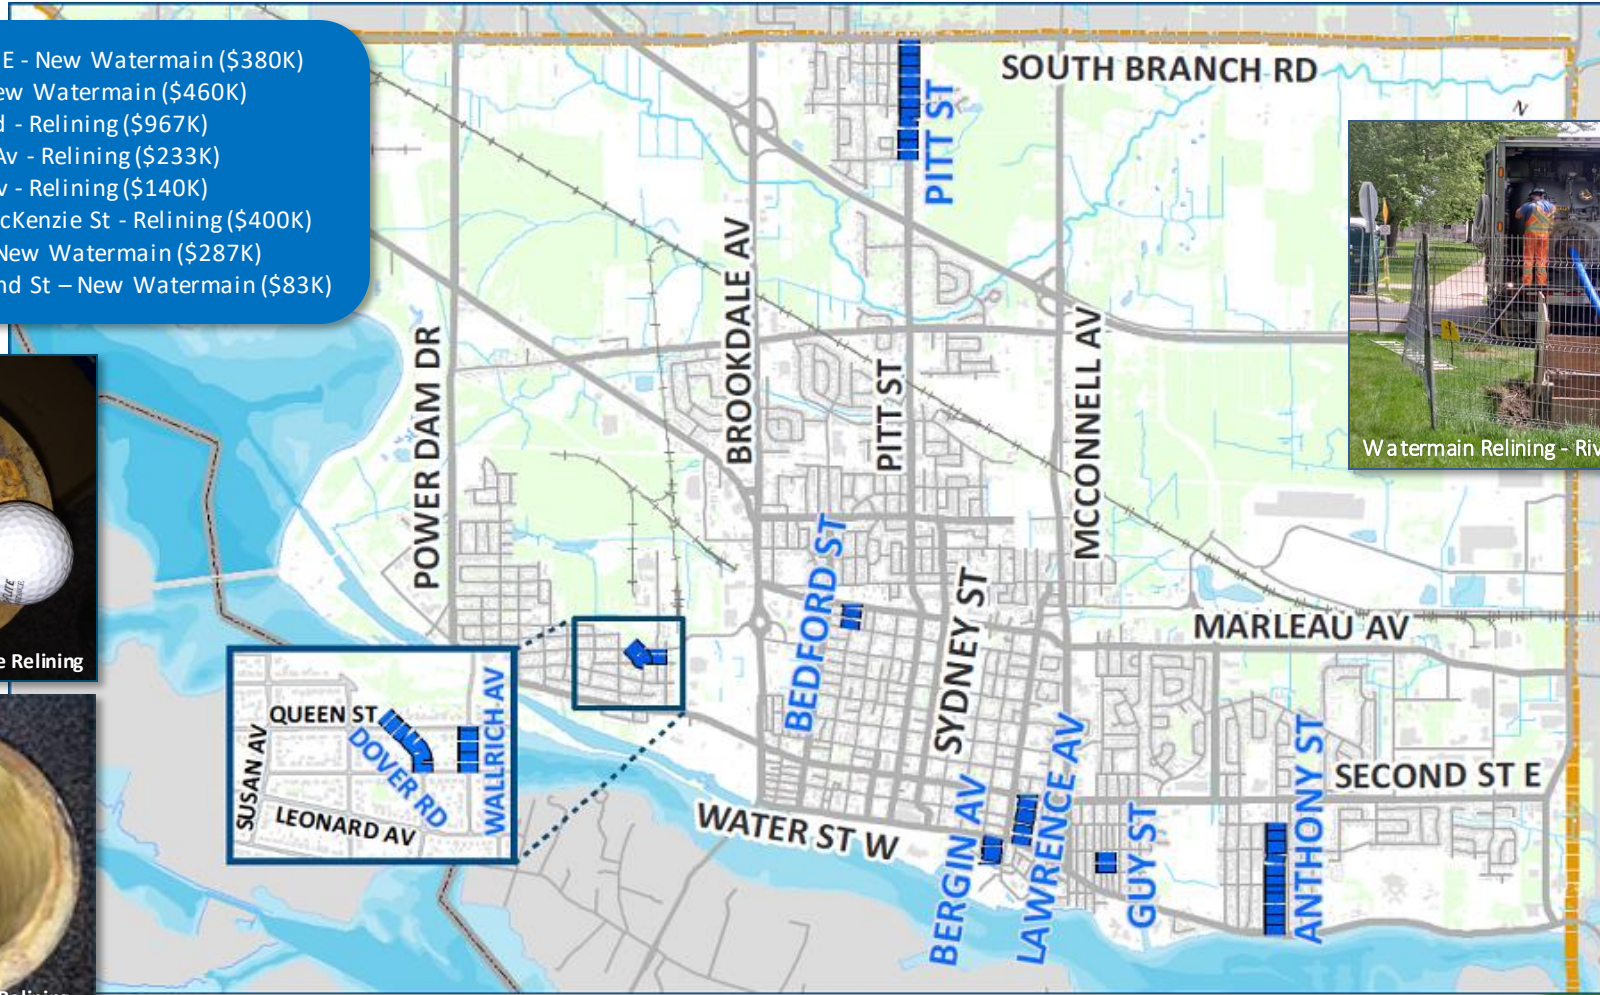 E - New Watermain ($380K)
ew Watermain ($460K)
d - Relining ($967K)
Av - Relining ($233K)
v - Relining ($140K)
cKenzie St - Relining ($400K)
New Watermain ($287K)
nd St – New Watermain ($83K)
SOUTH BRANCH RD
PITT ST
N
BROOKDALE AV
POWER DAM DR
PITT ST
MCCONNELL AV
Watermain Relining - Riv
BEDFORD ST
SYDNEY ST
MARLEAU AV
e Relining
QUEEN ST
DOVER RD
WALLRICH AV
SUSAN AV
LEONARD AV
WATER ST W
BERGIN AV
LAWRENCE AV
GUY ST
ANTHONY ST
SECOND ST E